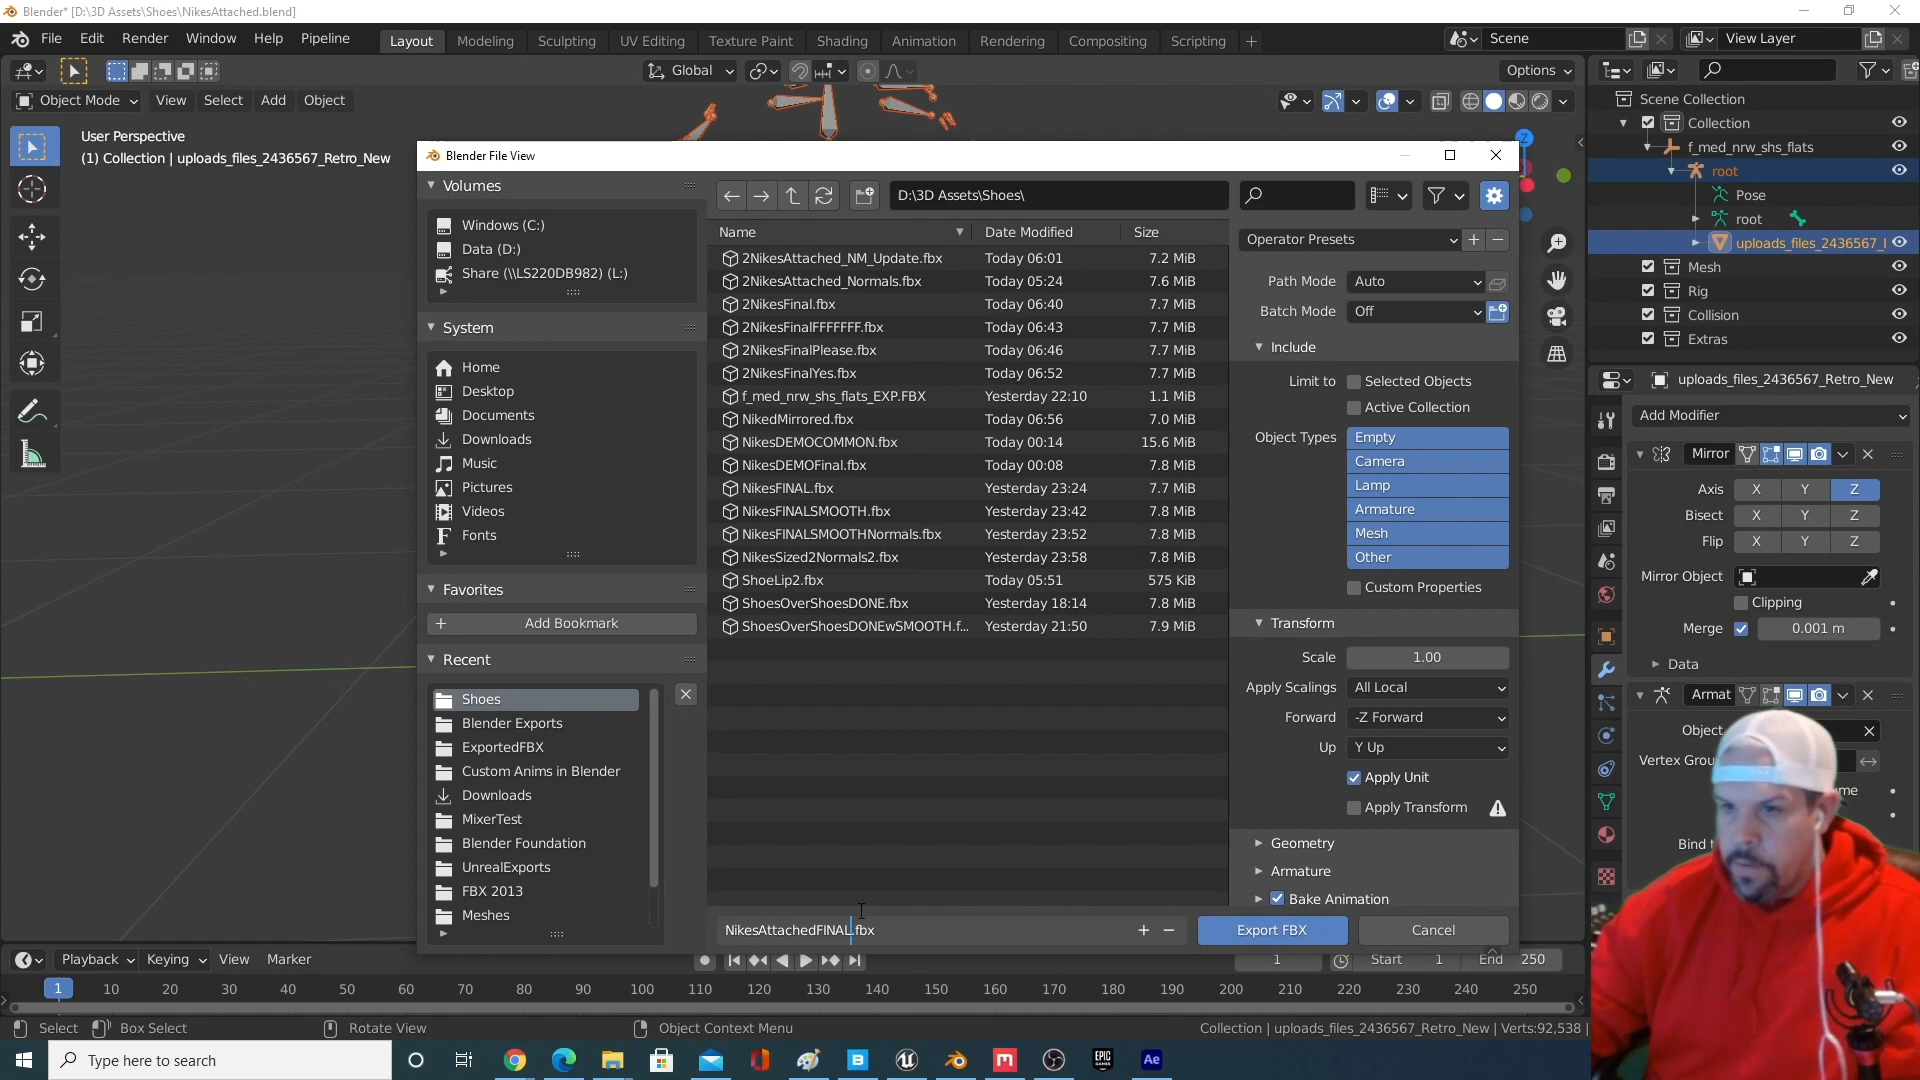 Blender* [D:\3D Assets\Shoes\NikesAttached.blend]
File Edit Render Window Help Pipeline Layout Modeling Sculpting UV Editing Texture Paint Shading Animation Rendering Compositing Scripting + Scene View Layer
Global Options
Object Mode View Select Add Object
User Perspective
(1) Collection | uploads_files_2436567_Retro_New
Blender File View
Volumes
Windows (C:)
Data (D:)
Share (\\LS220DB982) (L:)
System
Home
Desktop
Documents
Downloads
Music
Pictures
Videos
Fonts
Favorites
Add Bookmark
Recent
Shoes
Blender Exports
ExportedFBX
Custom Anims in Blender
Downloads
MixerTest
Blender Foundation
UnrealExports
FBX 2013
Meshes
D:\3D Assets\Shoes\
Name Date Modified Size
2NikesAttached_NM_Update.fbx Today 06:01 7.2 MiB
2NikesAttached_Normals.fbx Today 05:24 7.6 MiB
2NikesFinal.fbx Today 06:40 7.7 MiB
2NikesFinalFFFFFFF.fbx Today 06:43 7.7 MiB
2NikesFinalPlease.fbx Today 06:46 7.7 MiB
2NikesFinalYes.fbx Today 06:52 7.7 MiB
f_med_nrw_shs_flats_EXP.FBX Yesterday 22:10 1.1 MiB
NikedMirrored.fbx Today 06:56 7.0 MiB
NikesDEMOCOMMON.fbx Today 00:14 15.6 MiB
NikesDEMOFinal.fbx Today 00:08 7.8 MiB
NikesFINAL.fbx Yesterday 23:24 7.7 MiB
NikesFINALSMOOTH.fbx Yesterday 23:42 7.8 MiB
NikesFINALSMOOTHNormals.fbx Yesterday 23:52 7.8 MiB
NikesSized2Normals2.fbx Yesterday 23:58 7.8 MiB
ShoeLip2.fbx Today 05:51 575 KiB
ShoesOverShoesDONE.fbx Yesterday 18:14 7.8 MiB
ShoesOverShoesDONEwSMOOTH.f... Yesterday 21:50 7.9 MiB
NikesAttachedFINAL.fbx
Operator Presets
Path Mode Auto
Batch Mode Off
Include
Limit to Selected Objects
Active Collection
Object Types Empty
Camera
Lamp
Armature
Mesh
Other
Custom Properties
Transform
Scale 1.00
Apply Scalings All Local
Forward -Z Forward
Up Y Up
Apply Unit
Apply Transform
Geometry
Armature
Bake Animation
Export FBX Cancel
Z
Scene Collection
Collection
f_med_nrw_shs_flats
root
Pose
root
uploads_files_2436567_
Mesh
Rig
Collision
Extras
uploads_files_2436567_Retro_New
Add Modifier
Mirror
Axis X Y Z
Bisect X Y Z
Flip X Y Z
Mirror Object
Clipping
Merge 0.001 m
Data
Armat
Object
Vertex Grou
me
Bind t
Playback Keying View Marker 1 Start 1 End 250
1 10 20 30 40 50 60 70 80 90 100 110 120 130 140 150 160 170 180 190 200 210 220 230 240 250
Select Box Select Rotate View Object Context Menu Collection | uploads_files_2436567_Retro_New | Verts:92,538 |
Type here to search
EPIC GAMES
Ae